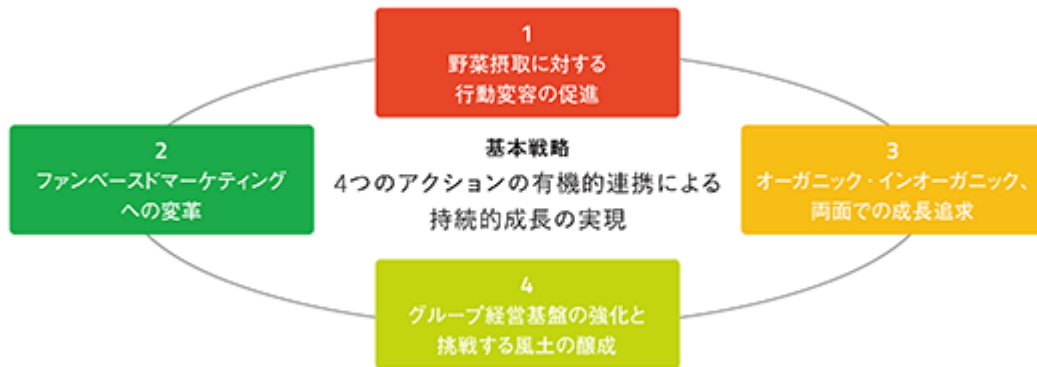 1
野菜摂取に対する
行動変容の促進
2
ファンベースドマーケティング
への変革
基本戦略
4つのアクションの有機的連携による
持続的成長の実現
3
オーガニック・インオーガニック、
両面での成長追求
4
グループ経営基盤の強化と
挑戦する風土の醸成